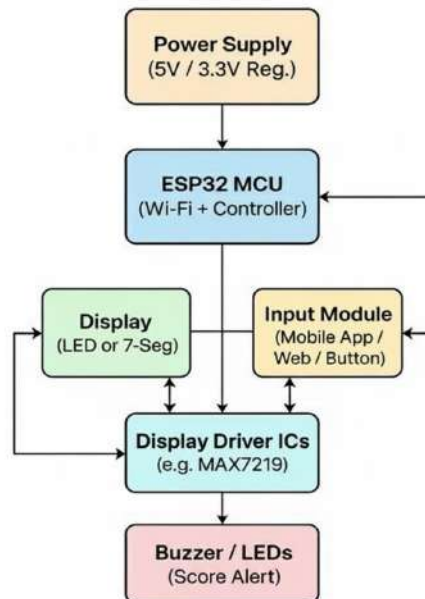 Power Supply
(5V / 3.3V Reg.)
ESP32 MCU
(Wi-Fi + Controller)
Display
(LED or 7-Seg)
Input Module
(Mobile App /
Web / Button)
Display Driver ICs
(e.g. MAX7219)
Buzzer / LEDs
(Score Alert)